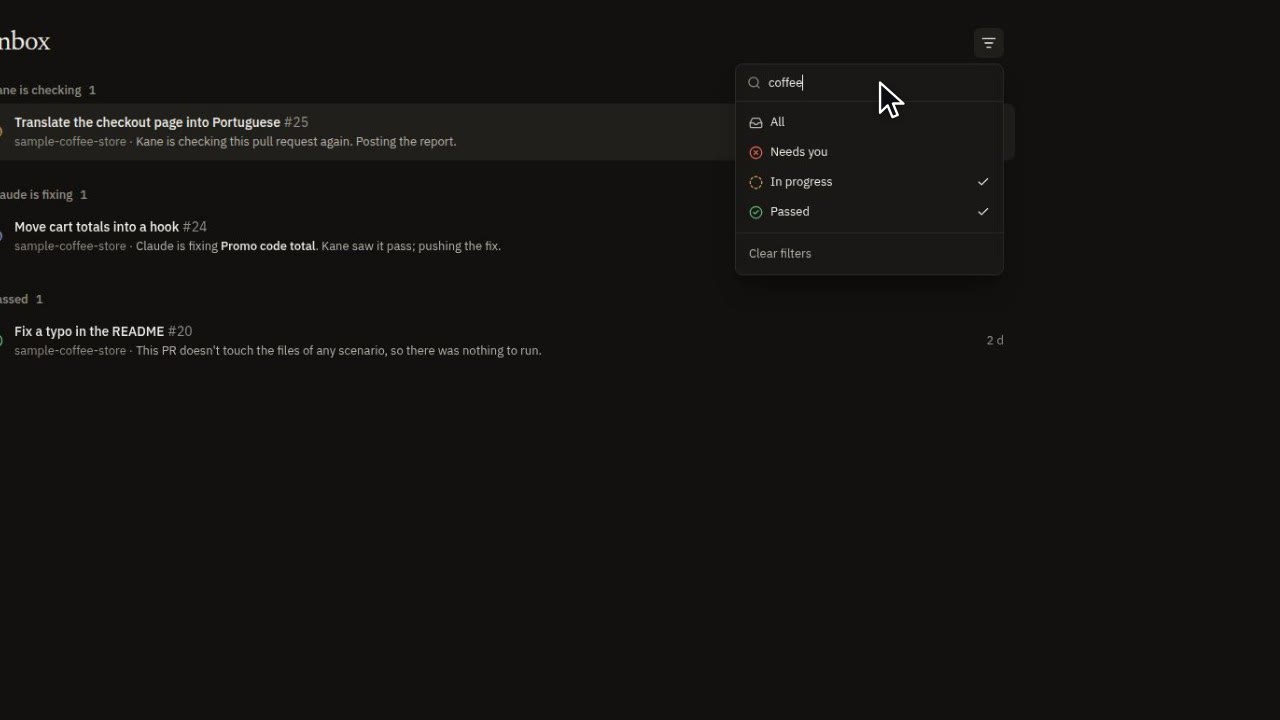 nbox
ane is checking 1
Translate the checkout page into Portuguese #25
sample-coffee-store · Kane is checking this pull request again. Posting the report.
aude is fixing 1
Move cart totals into a hook #24
sample-coffee-store · Claude is fixing Promo code total. Kane saw it pass; pushing the fix.
assed 1
Fix a typo in the README #20
sample-coffee-store · This PR doesn't touch the files of any scenario, so there was nothing to run.
2 d
coffee
All
Needs you
In progress
Passed
Clear filters